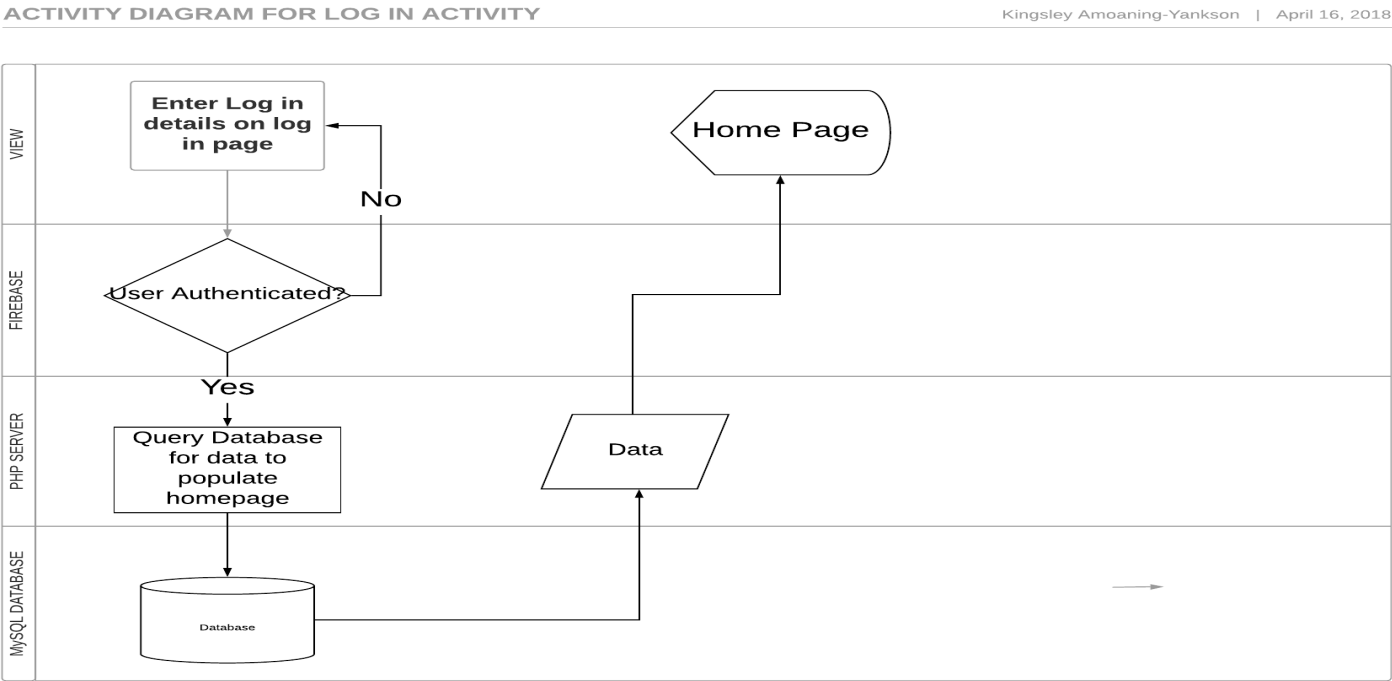 ACTIVITY DIAGRAM FOR LOG IN ACTIVITY
Kingsley Amoaning-Yankson | April 16, 2018
VIEW
Enter Log in
details on log
in page
Home Page
No
FIREBASE
User Authenticated?
Yes
PHP SERVER
Query Database
for data to
populate
homepage
Data
MySQL DATABASE
Database